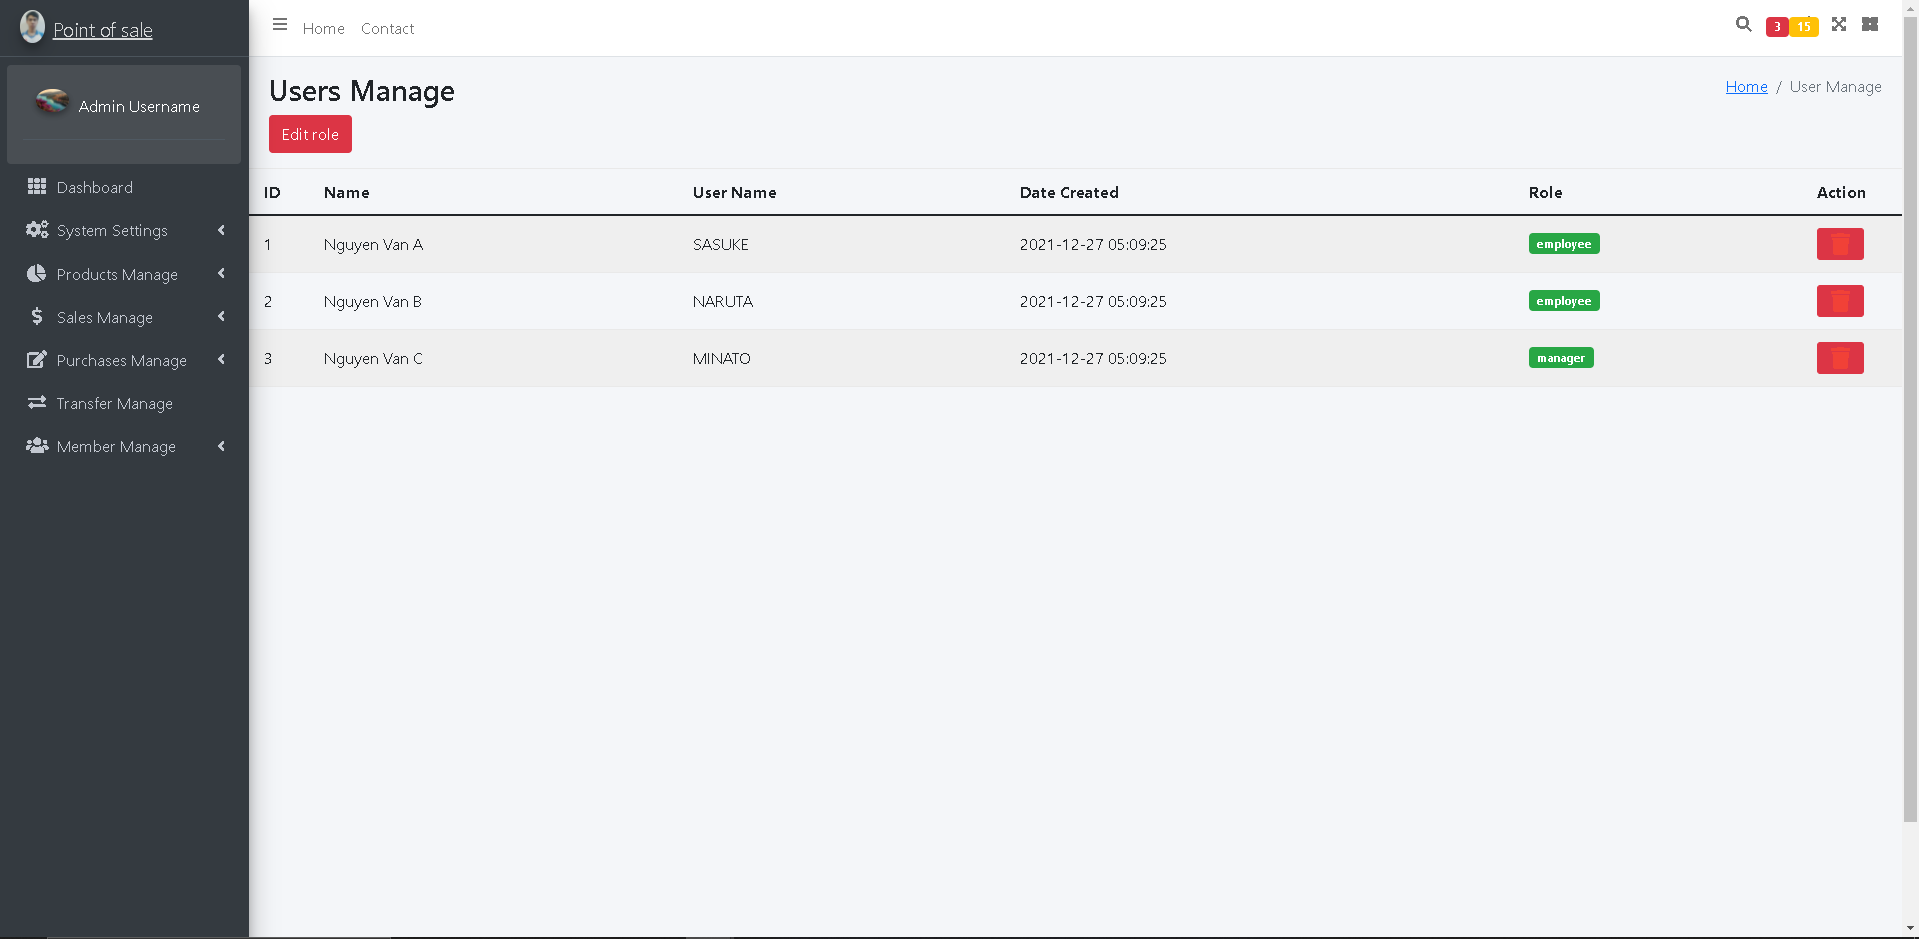 Point of sale
Home Contact
3 15
Admin Username
Users Manage
Home / User Manage
Edit role
Dashboard
System Settings
Products Manage
Sales Manage
Purchases Manage
Transfer Manage
Member Manage
ID Name User Name Date Created Role Action
1 Nguyen Van A SASUKE 2021-12-27 05:09:25 employee
2 Nguyen Van B NARUTA 2021-12-27 05:09:25 employee
3 Nguyen Van C MINATO 2021-12-27 05:09:25 manager